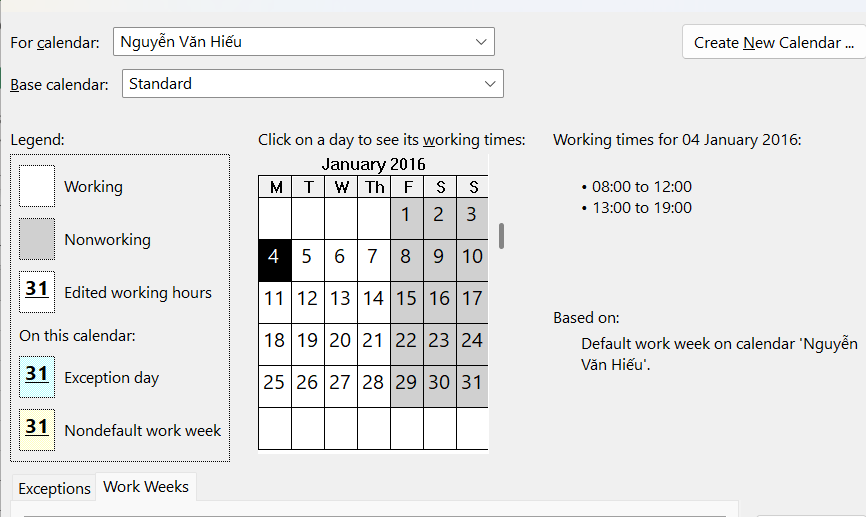 For calendar: Nguyễn Văn Hiếu
Create New Calendar ...
Base calendar: Standard
Legend:
Working
Nonworking
31 Edited working hours
On this calendar:
31 Exception day
31 Nondefault work week
Click on a day to see its working times:
January 2016
M T W Th F S S
1 2 3
4 5 6 7 8 9 10
11 12 13 14 15 16 17
18 19 20 21 22 23 24
25 26 27 28 29 30 31
Working times for 04 January 2016:
• 08:00 to 12:00
• 13:00 to 19:00
Based on:
Default work week on calendar 'Nguyễn
Văn Hiếu'.
Exceptions Work Weeks